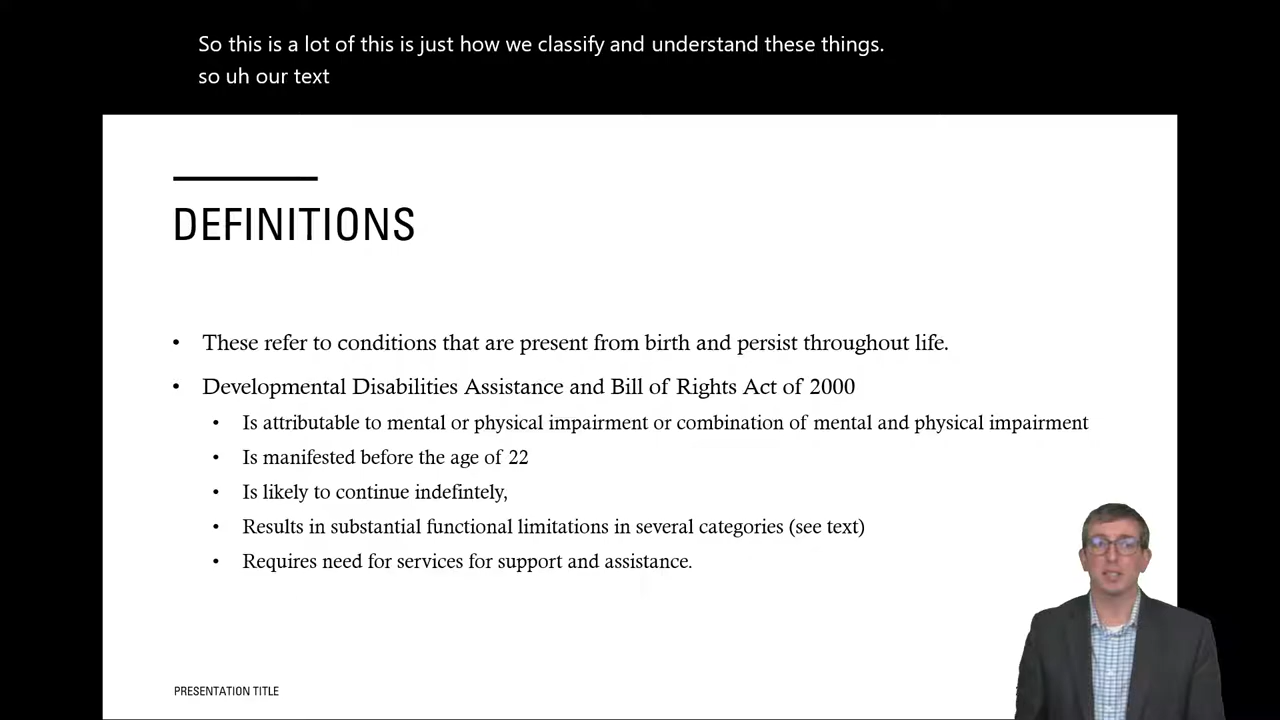 So this is a lot of this is just how we classify and understand these things.
so uh our text
DEFINITIONS
• These refer to conditions that are present from birth and persist throughout life.
• Developmental Disabilities Assistance and Bill of Rights Act of 2000
• Is attributable to mental or physical impairment or combination of mental and physical impairment
• Is manifested before the age of 22
• Is likely to continue indefintely,
• Results in substantial functional limitations in several categories (see text)
• Requires need for services for support and assistance.
PRESENTATION TITLE